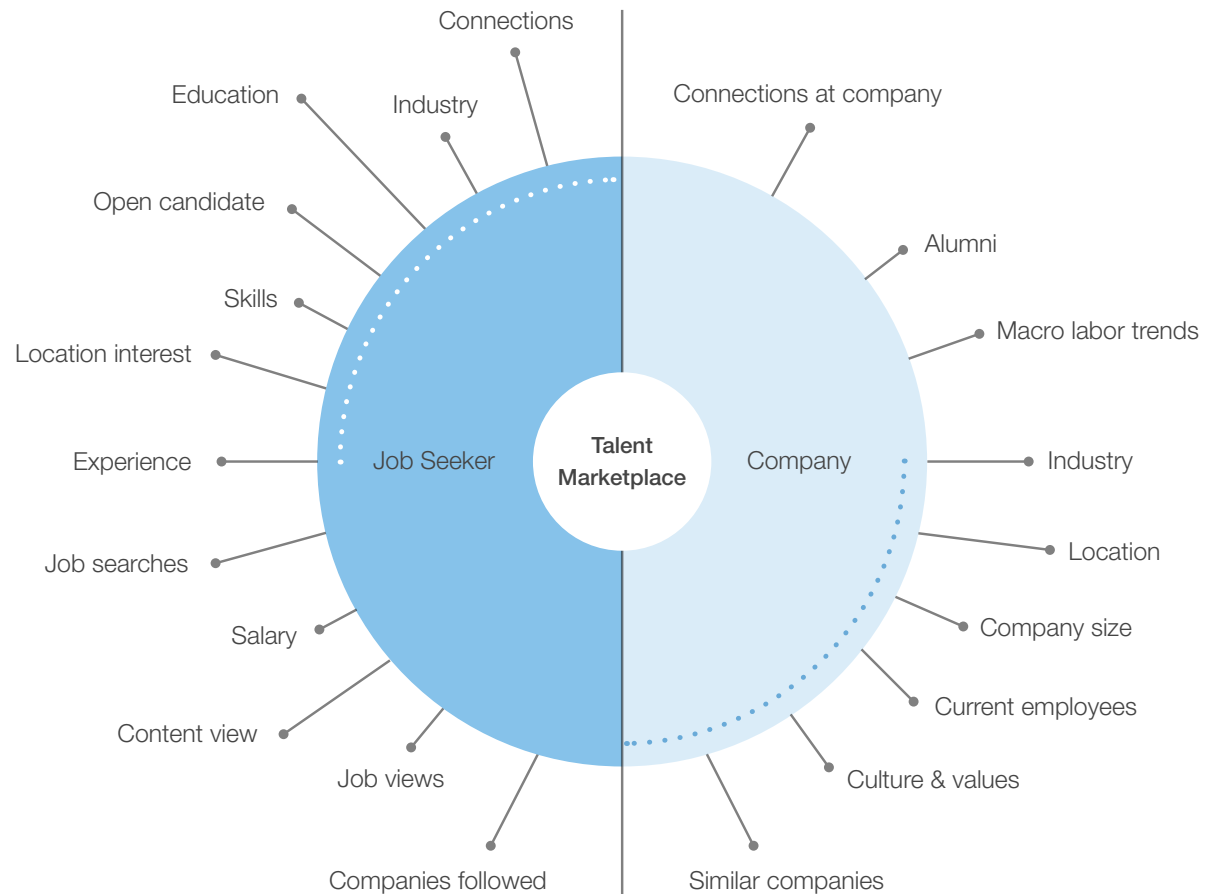 Connections
Education
Industry
Connections at company
Open candidate
Alumni
Skills
Macro labor trends
Location interest
Experience
Job Seeker
Talent
Marketplace
Company
Industry
Job searches
Location
Salary
Company size
Content view
Current employees
Job views
Culture & values
Companies followed
Similar companies